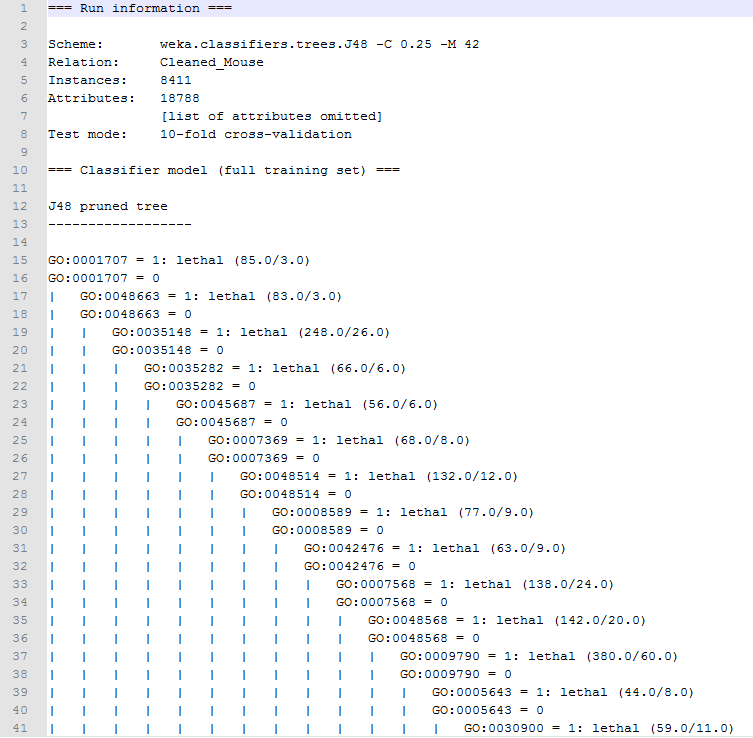 1 === Run information ===
2
3 Scheme: weka.classifiers.trees.J48 -C 0.25 -M 42
4 Relation: Cleaned_Mouse
5 Instances: 8411
6 Attributes: 18788
7 [list of attributes omitted]
8 Test mode: 10-fold cross-validation
9
10 === Classifier model (full training set) ===
11
12 J48 pruned tree
13 ------------------
14
15 GO:0001707 = 1: lethal (85.0/3.0)
16 GO:0001707 = 0
17 | GO:0048663 = 1: lethal (83.0/3.0)
18 | GO:0048663 = 0
19 | | GO:0035148 = 1: lethal (248.0/26.0)
20 | | GO:0035148 = 0
21 | | | GO:0035282 = 1: lethal (66.0/6.0)
22 | | | GO:0035282 = 0
23 | | | | GO:0045687 = 1: lethal (56.0/6.0)
24 | | | | GO:0045687 = 0
25 | | | | | GO:0007369 = 1: lethal (68.0/8.0)
26 | | | | | GO:0007369 = 0
27 | | | | | | GO:0048514 = 1: lethal (132.0/12.0)
28 | | | | | | GO:0048514 = 0
29 | | | | | | | GO:0008589 = 1: lethal (77.0/9.0)
30 | | | | | | | GO:0008589 = 0
31 | | | | | | | | GO:0042476 = 1: lethal (63.0/9.0)
32 | | | | | | | | GO:0042476 = 0
33 | | | | | | | | | GO:0007568 = 1: lethal (138.0/24.0)
34 | | | | | | | | | GO:0007568 = 0
35 | | | | | | | | | | GO:0048568 = 1: lethal (142.0/20.0)
36 | | | | | | | | | | GO:0048568 = 0
37 | | | | | | | | | | | GO:0009790 = 1: lethal (380.0/60.0)
38 | | | | | | | | | | | GO:0009790 = 0
39 | | | | | | | | | | | | GO:0005643 = 1: lethal (44.0/8.0)
40 | | | | | | | | | | | | GO:0005643 = 0
41 | | | | | | | | | | | | | GO:0030900 = 1: lethal (59.0/11.0)